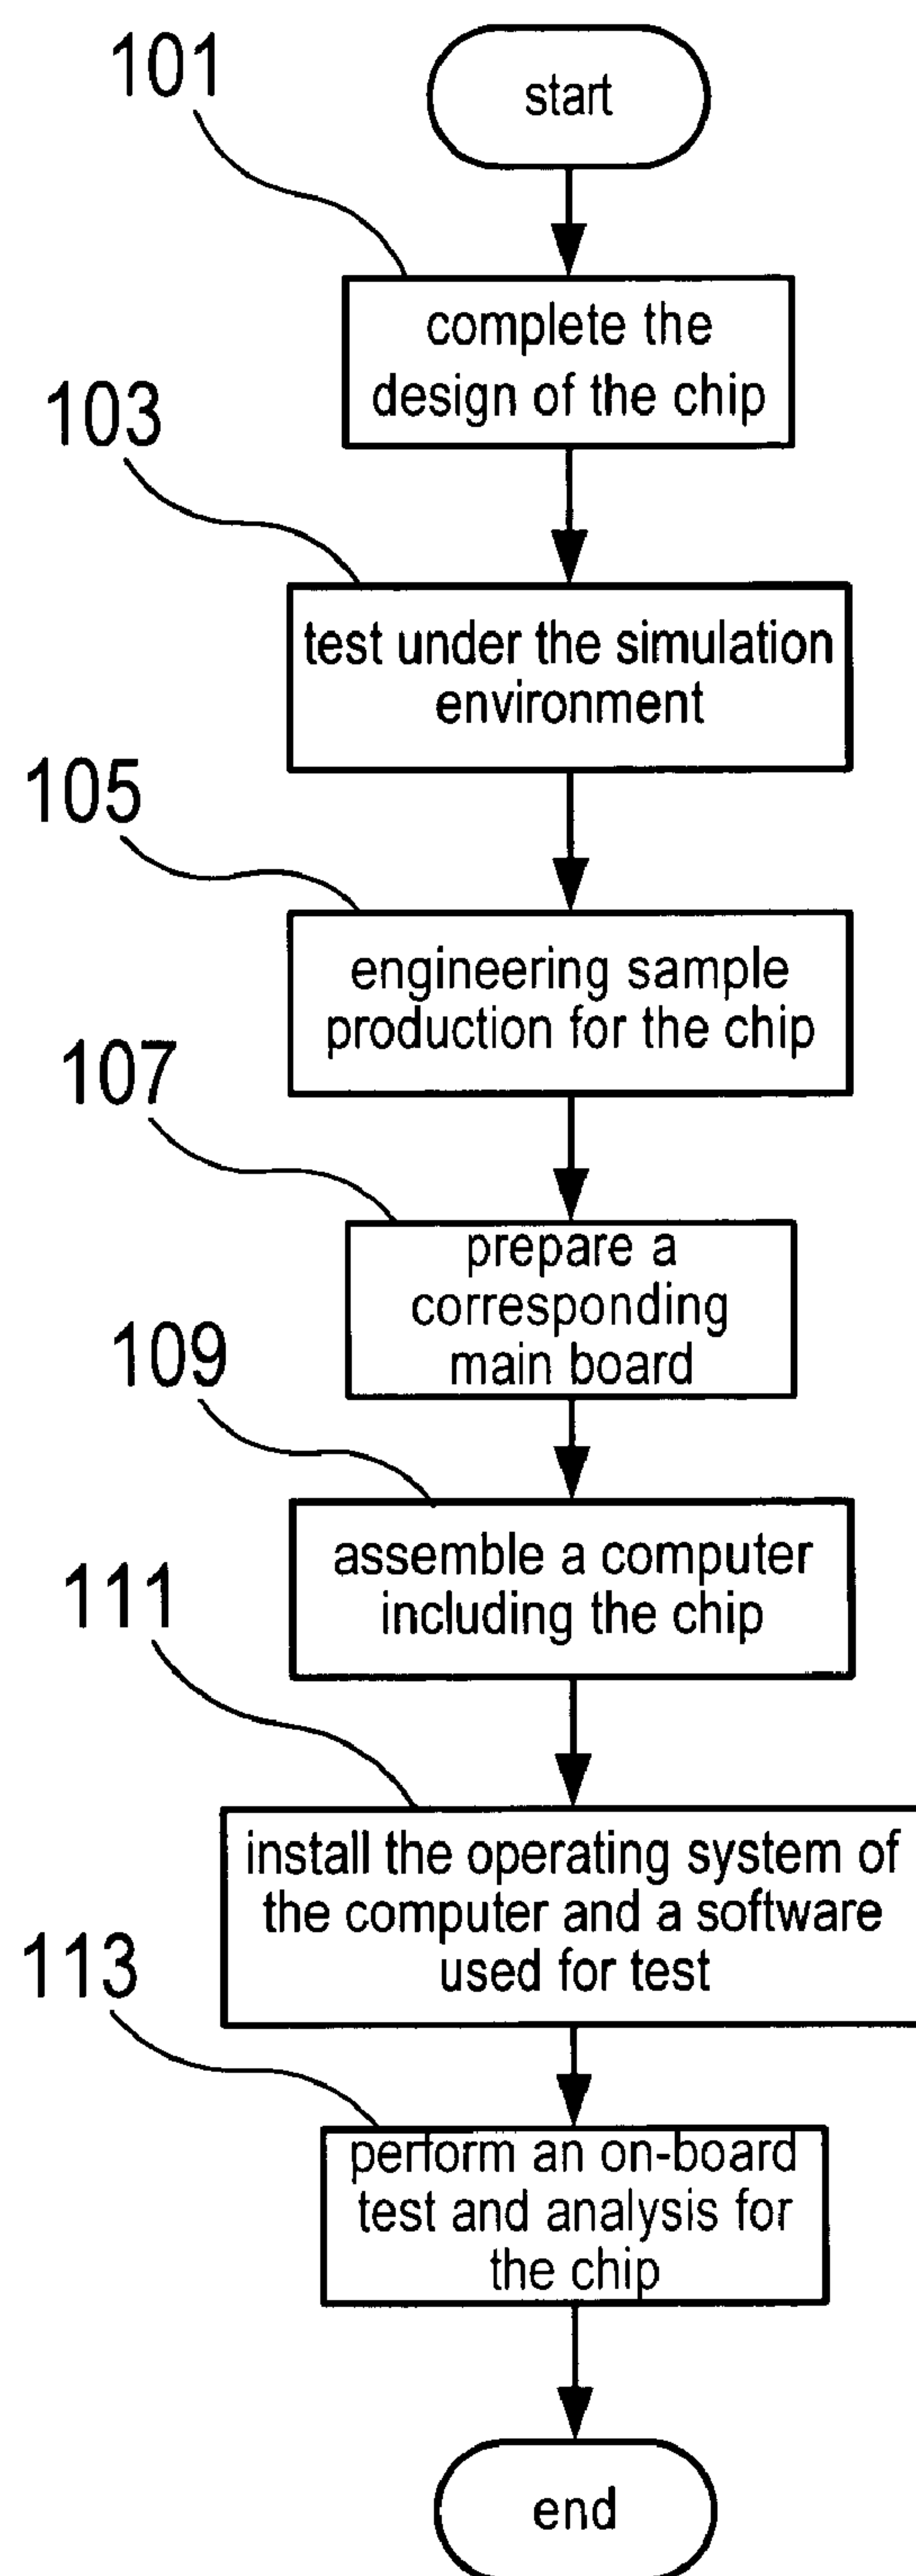 start
101
complete the
design of the chip
103
test under the simulation
environment
105
engineering sample
production for the chip
107
prepare a
corresponding
main board
109
assemble a computer
including the chip
111
install the operating system of
the computer and a software
used for test
113
perform an on-board
test and analysis for
the chip
end